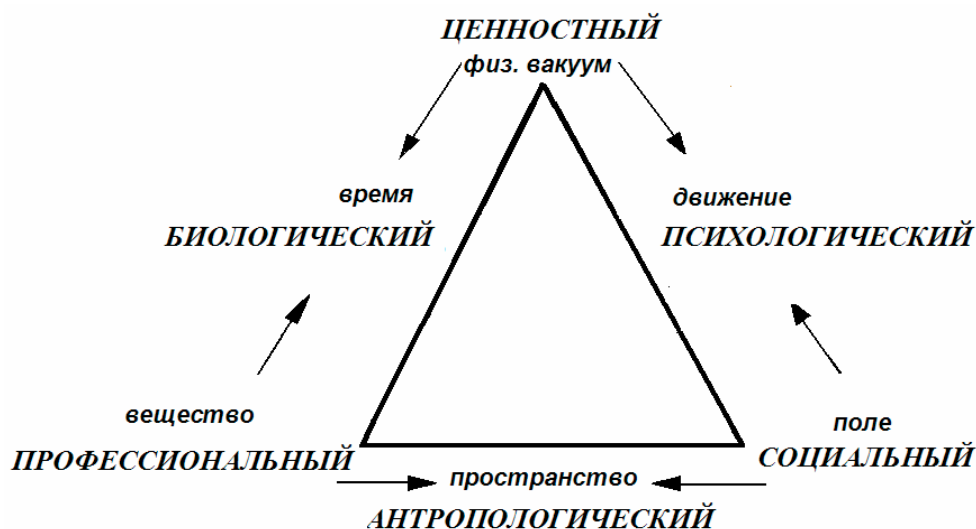 ЦЕННОСТНЫЙ
физ. вакуум
время
движение
БИОЛОГИЧЕСКИЙ
ПСИХОЛОГИЧЕСКИЙ
вещество
поле
ПРОФЕССИОНАЛЬНЫЙ
СОЦИАЛЬНЫЙ
пространство
АНТРОПОЛОГИЧЕСКИЙ